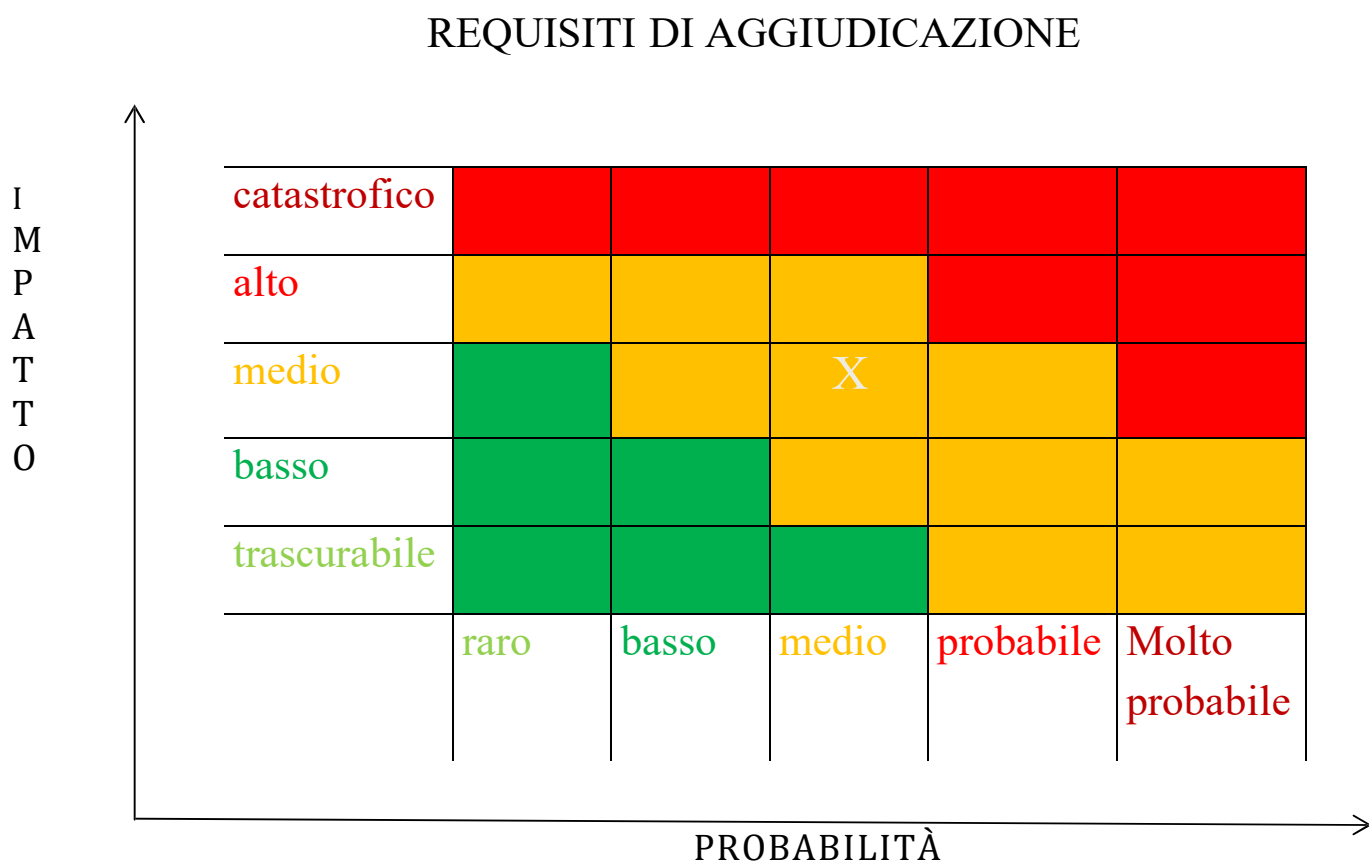 REQUISITI DI AGGIUDICAZIONE
I
M
P
A
T
T
O
catastrofico
alto
medio
X
basso
trascurabile
raro
basso
medio
probabile
Molto
probabile
PROBABILITÀ